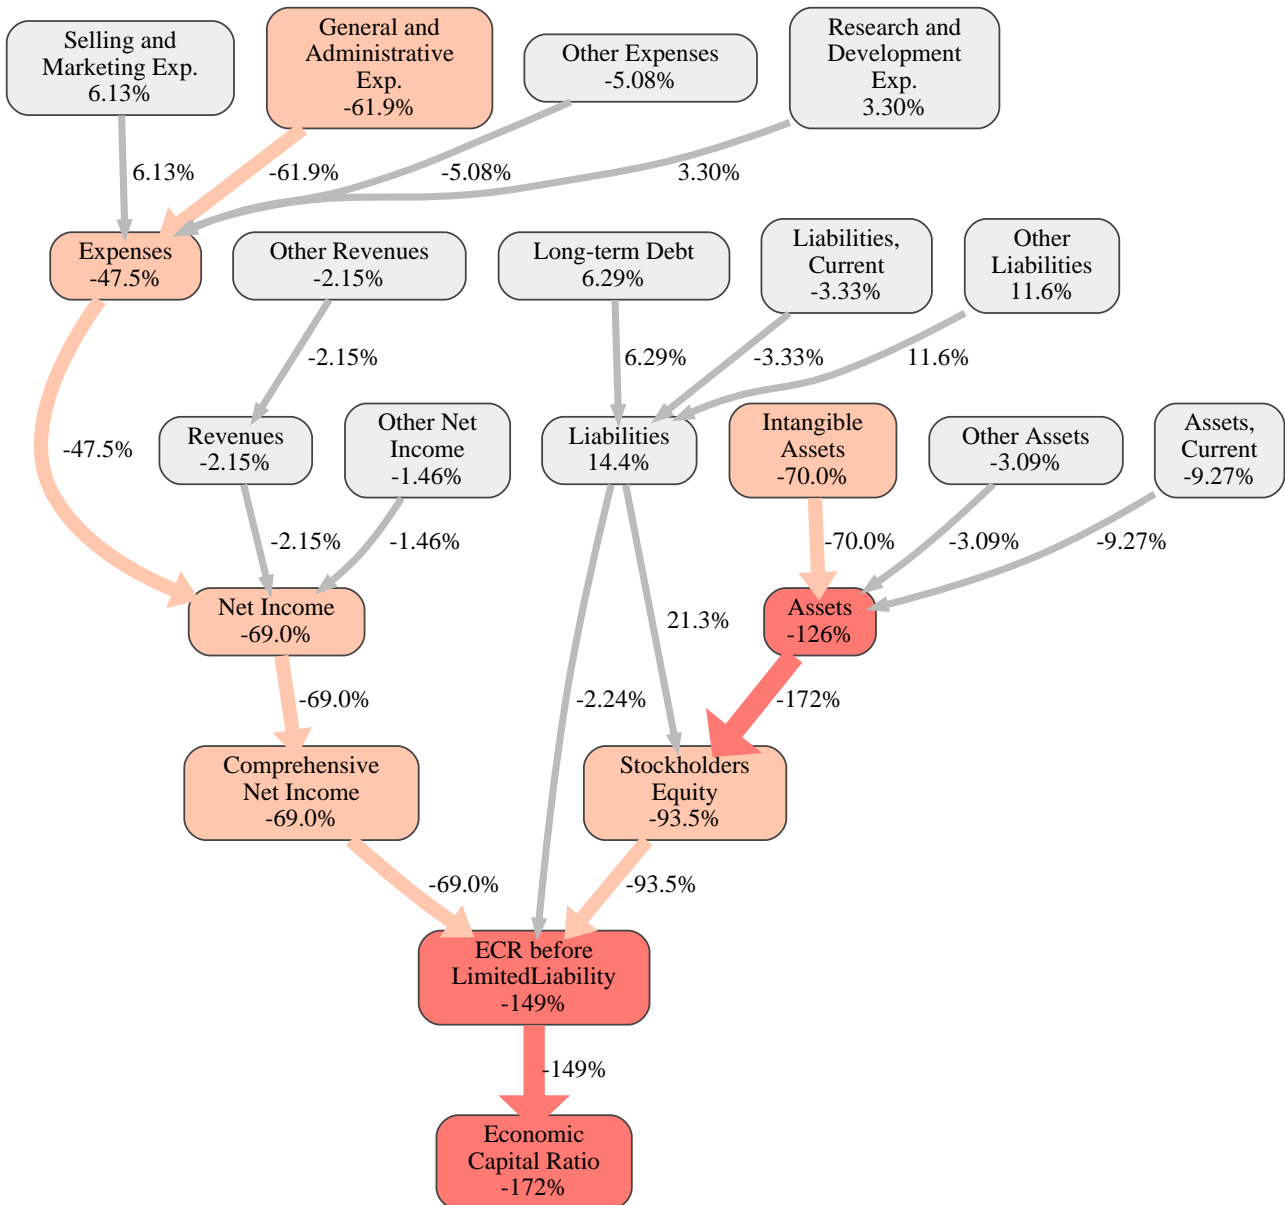 Selling and
Marketing Exp.
6.13%
General and
Administrative
Exp.
-61.9%
Other Expenses
-5.08%
Research and
Development
Exp.
3.30%
6.13%
-61.9%
-5.08%
3.30%
Expenses
-47.5%
Other Revenues
-2.15%
Long-term Debt
6.29%
Liabilities,
Current
-3.33%
Other
Liabilities
11.6%
-2.15%
6.29%
-3.33%
11.6%
-47.5%
Revenues
-2.15%
Other Net
Income
-1.46%
Liabilities
14.4%
Intangible
Assets
-70.0%
Other Assets
-3.09%
Assets,
Current
-9.27%
-2.15%
-1.46%
-70.0%
-3.09%
-9.27%
Net Income
-69.0%
21.3%
Assets
-126%
-69.0%
-2.24%
-172%
Comprehensive
Net Income
-69.0%
Stockholders
Equity
-93.5%
-69.0%
-93.5%
ECR before
LimitedLiability
-149%
-149%
Economic
Capital Ratio
-172%